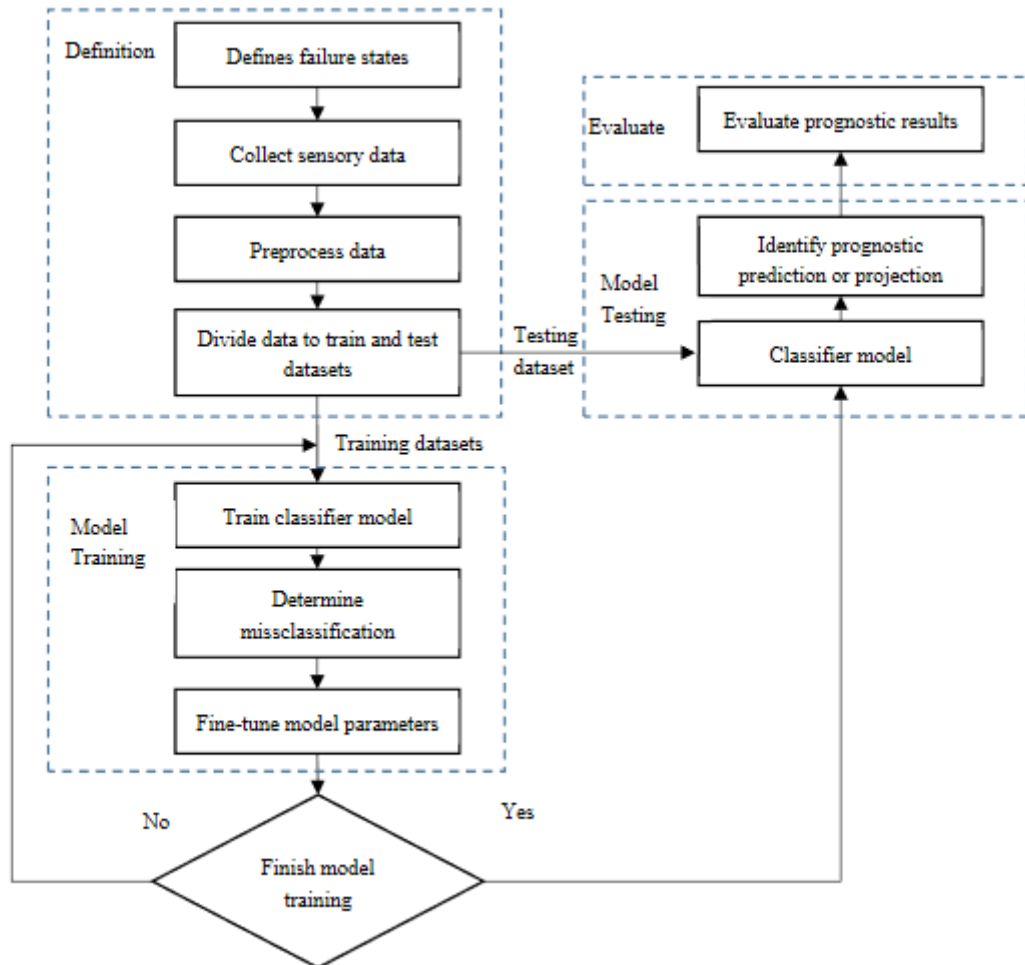 Definition
Defines failure states
Collect sensory data
Preprocess data
Divide data to train and test
datasets
Testing
dataset
Training datasets
Model
Training
Train classifier model
Determine
missclassification
Fine-tune model parameters
No
Yes
Finish model
training
Evaluate
Evaluate prognostic results
Model
Testing
Identify prognostic
prediction or projection
Classifier model